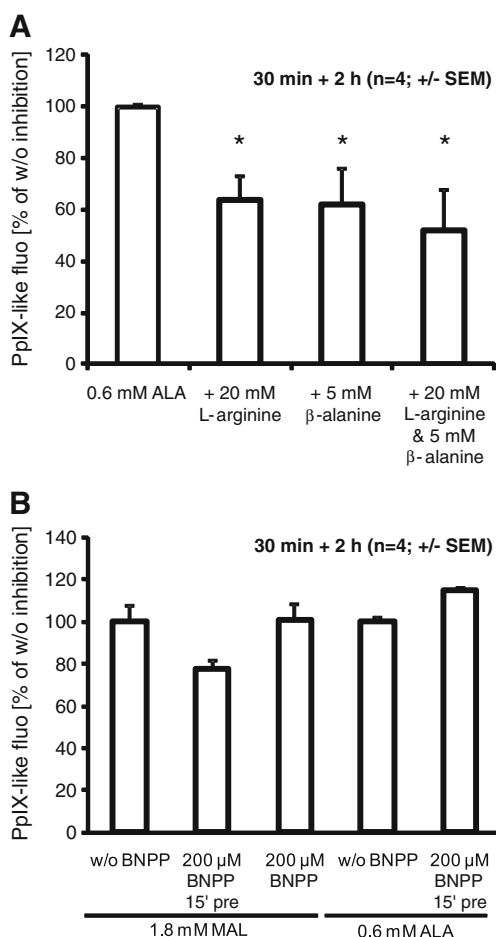 A
PpIX-like fluo [% of w/o inhibition]
120
100
80
60
40
20
0
30 min + 2 h (n=4; +/- SEM)
* * *
0.6 mM ALA
+ 20 mM
L-arginine
+ 5 mM
β-alanine
+ 20 mM
L-arginine
& 5 mM
β-alanine
B
PpIX-like fluo [% of w/o inhibition]
140
120
100
80
60
40
20
0
30 min + 2 h (n=4; +/- SEM)
w/o BNPP
200 µM
BNPP
15' pre
200 µM
BNPP
w/o BNPP
200 µM
BNPP
15' pre
1.8 mM MAL
0.6 mM ALA